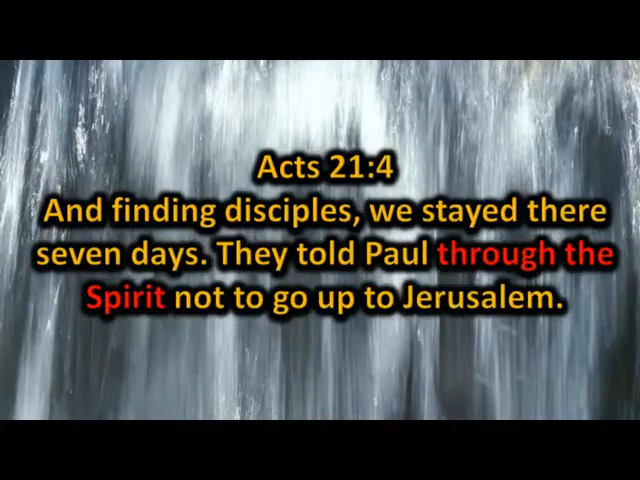 Acts 21:4
And finding disciples, we stayed there
seven days. They told Paul through the
Spirit not to go up to Jerusalem.